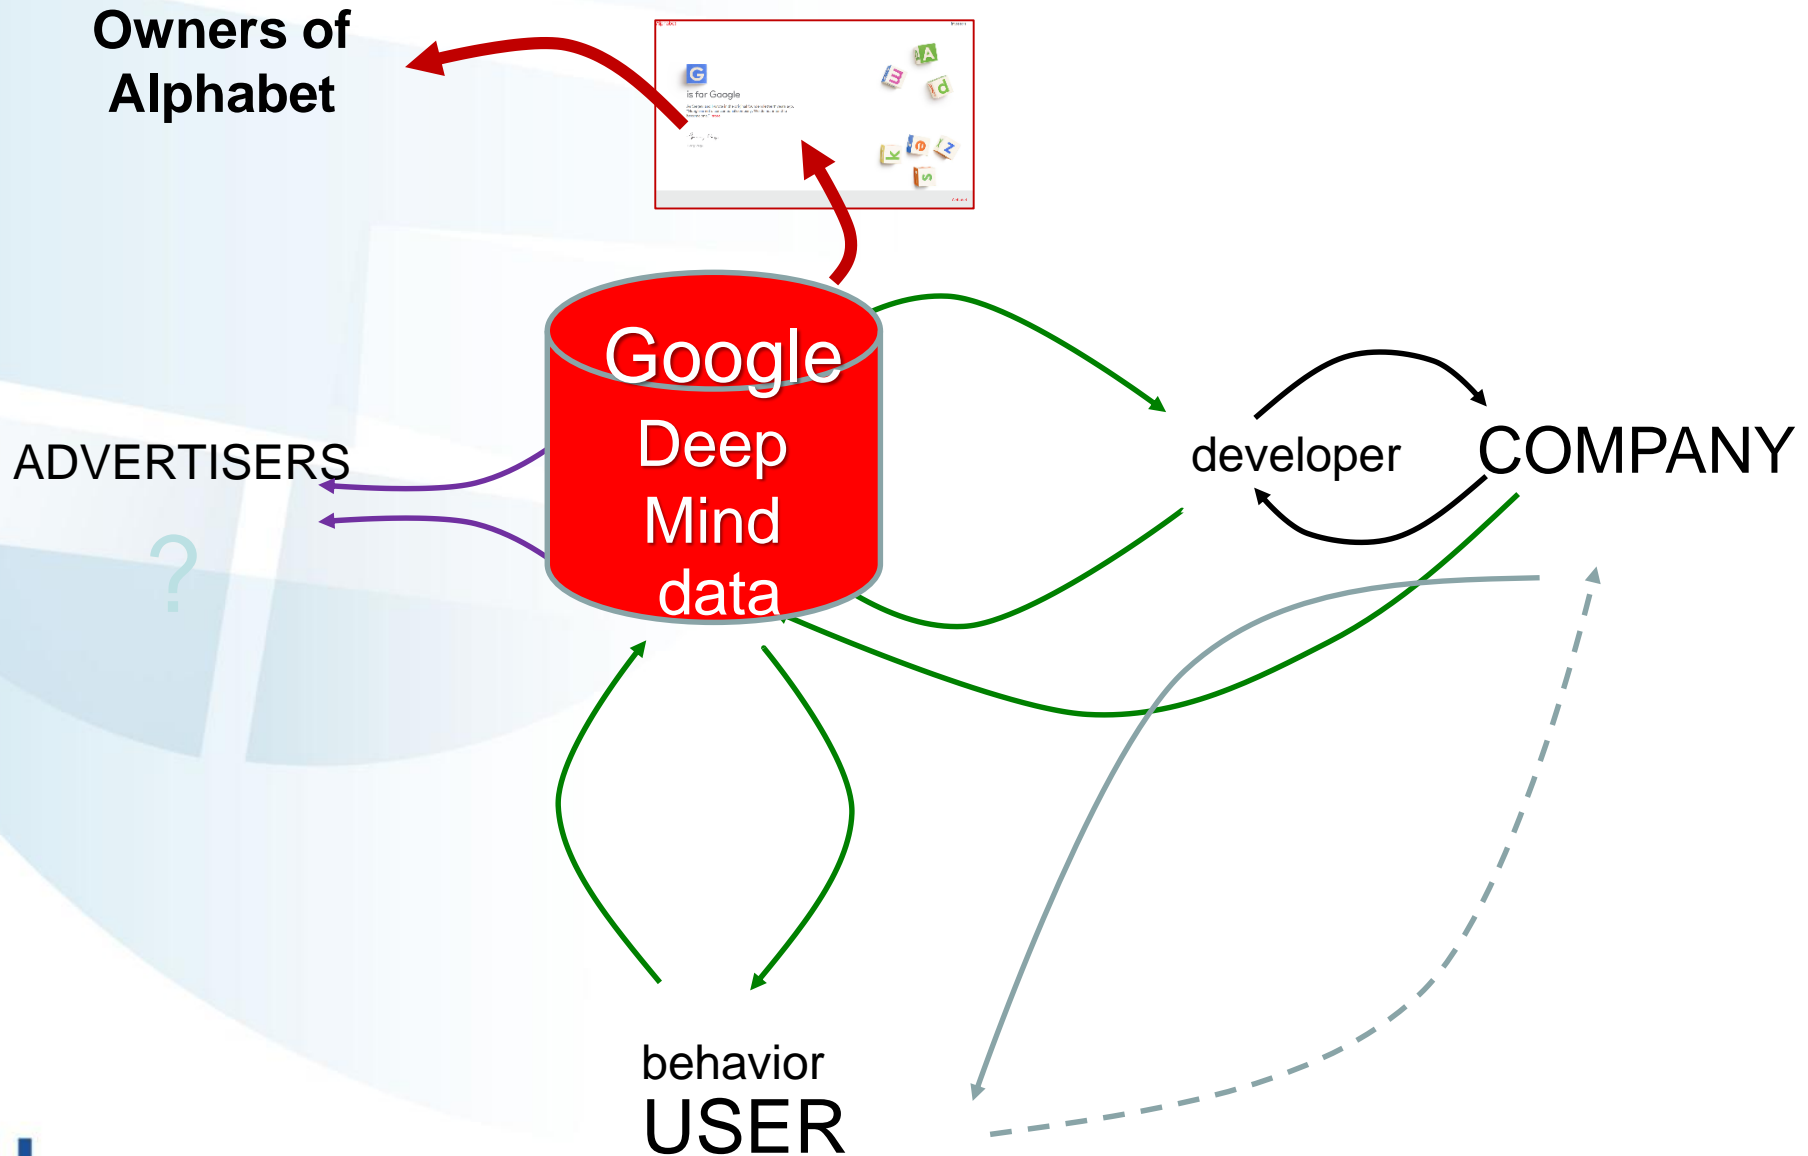 Owners of
Alphabet
G
is for Google
A
m
p
k
e
z
s
Google
Deep
Mind
data
ADVERTISERS
?
developer
COMPANY
behavior
USER